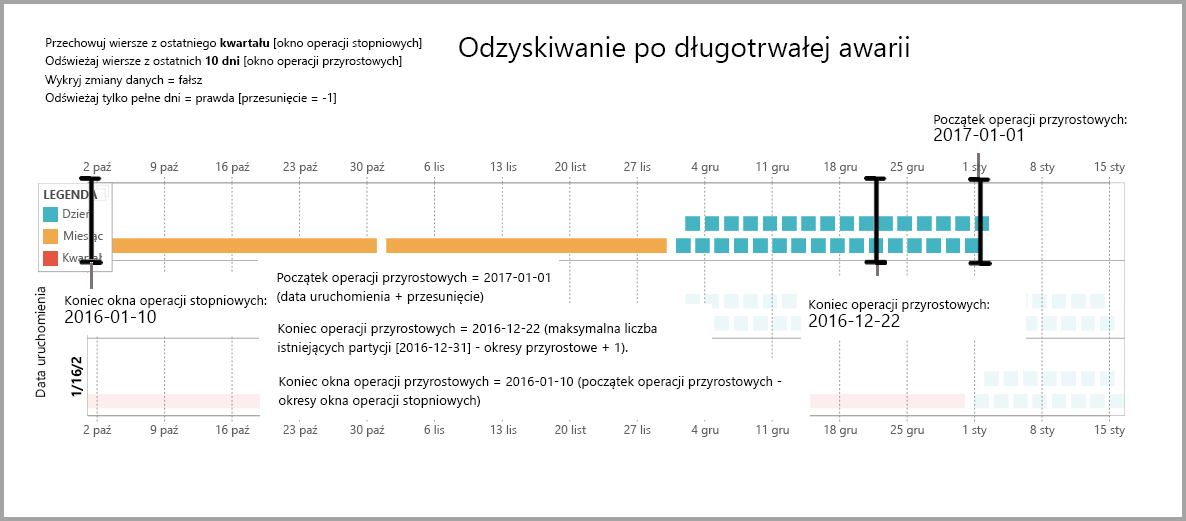 Odzyskiwanie po długotrwałej awarii
Przechowuj wiersze z ostatniego kwartału [okno operacji stopniowych]
Odświeżaj wiersze z ostatnich 10 dni [okno operacji przyrostowych]
Wykryj zmiany danych = fałsz
Odświeżaj tylko pełne dni = prawda [przesunięcie = -1]
Początek operacji przyrostowych:
2017-01-01
2 paź 9 paź 16 paź 23 paź 30 paź 6 lis 13 lis 20 list 27 lis 4 gru 11 gru 18 gru 25 gru 1 sty 8 sty 15 sty
LEGENDA
Dzień
Miesiąc
Kwartał
Koniec okna operacji stopniowych:
2016-01-10
Początek operacji przyrostowych = 2017-01-01
(data uruchomienia + przesunięcie)
Koniec operacji przyrostowych:
2016-12-22
Koniec operacji przyrostowych = 2016-12-22 (maksymalna liczba
istniejących partycji [2016-12-31] - okresy przyrostowe + 1).
Koniec okna operacji przyrostowych = 2016-01-10 (początek operacji przyrostowych -
okresy okna operacji stopniowych)
Data uruchomienia
1/16/2
2 paź 9 paź 16 paź 23 paź 30 paź 6 lis 13 lis 20 list 27 lis 4 gru 11 gru 18 gru 25 gru 1 sty 8 sty 15 sty